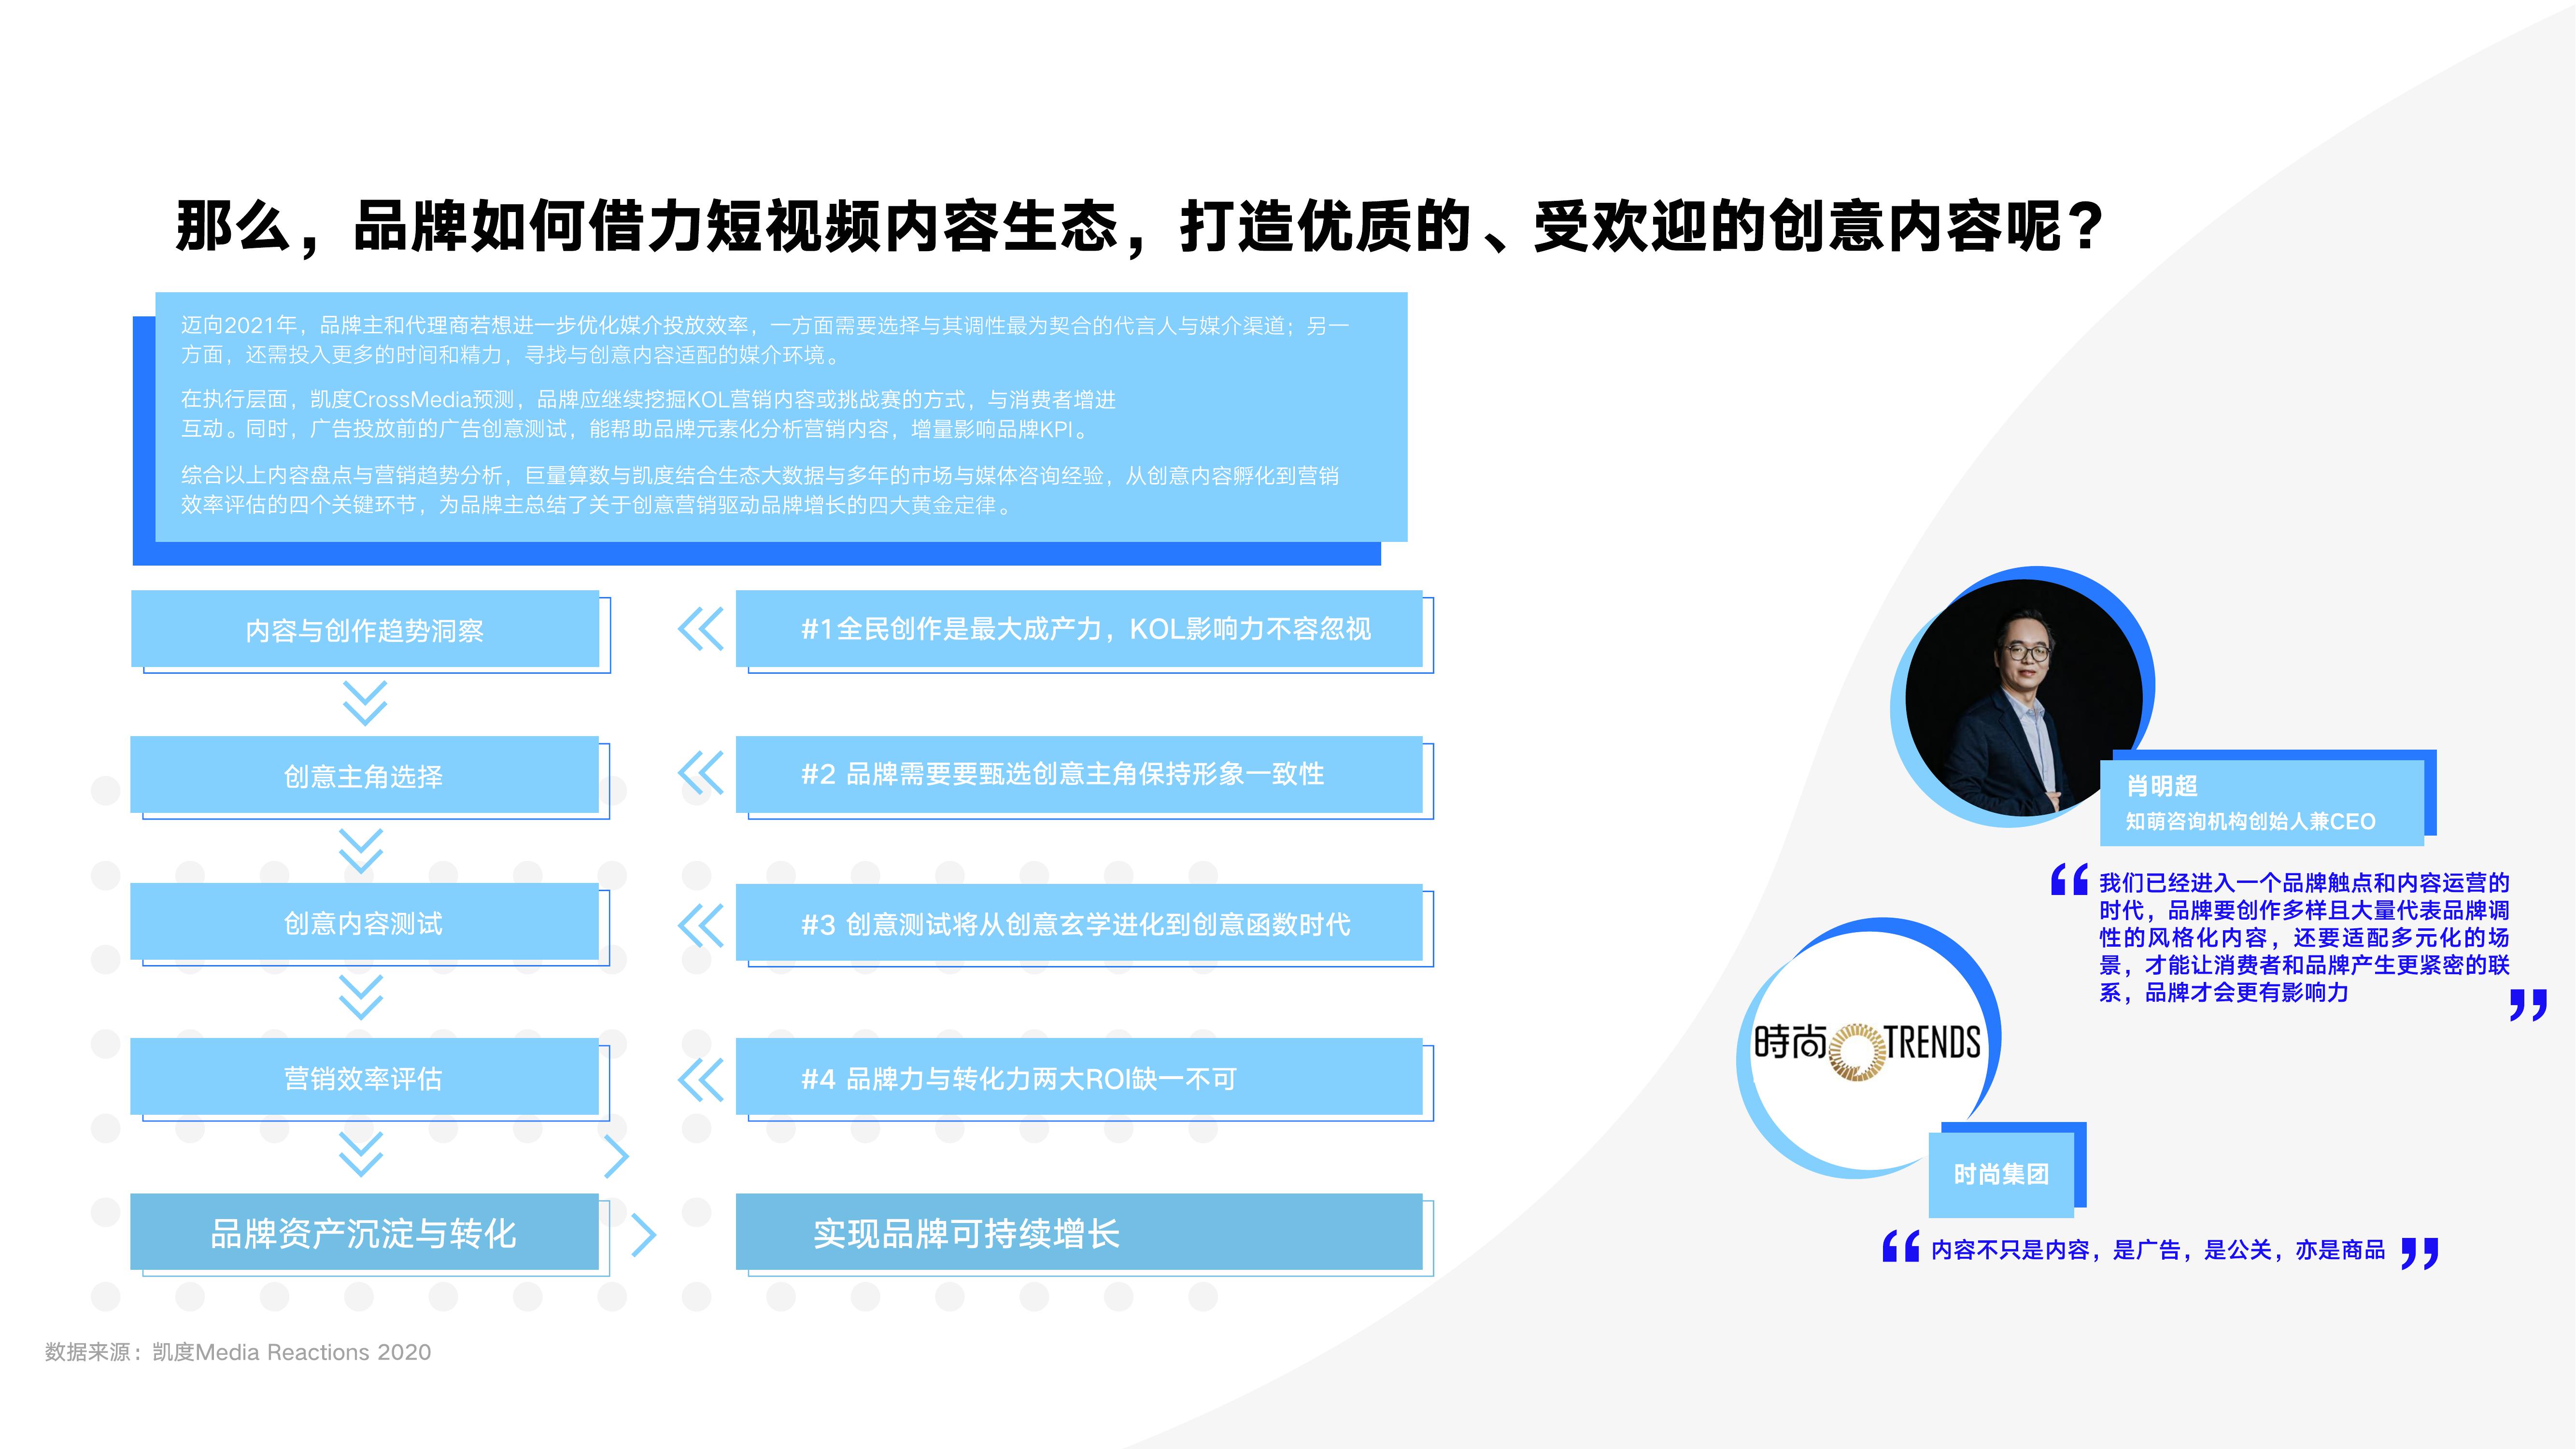 那么，品牌如何借力短视频内容生态，打造优质的、受欢迎的创意内容呢？
迈向2021年，品牌主和代理商若想进一步优化媒介投放效率，一方面需要选择与其调性最为契合的代言人与媒介渠道；另一
方面，还需投入更多的时间和精力，寻找与创意内容适配的媒介环境。
在执行层面，凯度CrossMedia预测，品牌应继续挖掘KOL营销内容或挑战赛的方式，与消费者增进
互动。同时，广告投放前的广告创意测试，能帮助品牌元素化分析营销内容，增量影响品牌KPI。
综合以上内容盘点与营销趋势分析，巨量算数与凯度结合生态大数据与多年的市场与媒体咨询经验，从创意内容孵化到营销
效率评估的四个关键环节，为品牌主总结了关于创意营销驱动品牌增长的四大黄金定律。
内容与创作趋势洞察
#1全民创作是最大成产力，KOL影响力不容忽视
创意主角选择
#2 品牌需要要甄选创意主角保持形象一致性
创意内容测试
#3 创意测试将从创意玄学进化到创意函数时代
营销效率评估
#4 品牌力与转化力两大ROI缺一不可
品牌资产沉淀与转化
实现品牌可持续增长
肖明超
知萌咨询机构创始人兼CEO
“我们已经进入一个品牌触点和内容运营的
时代，品牌要创作多样且大量代表品牌调
性的风格化内容，还要适配多元化的场
景，才能让消费者和品牌产生更紧密的联
系，品牌才会更有影响力”
時尚TRENDS
时尚集团
“内容不只是内容，是广告，是公关，亦是商品”
数据来源：凯度Media Reactions 2020